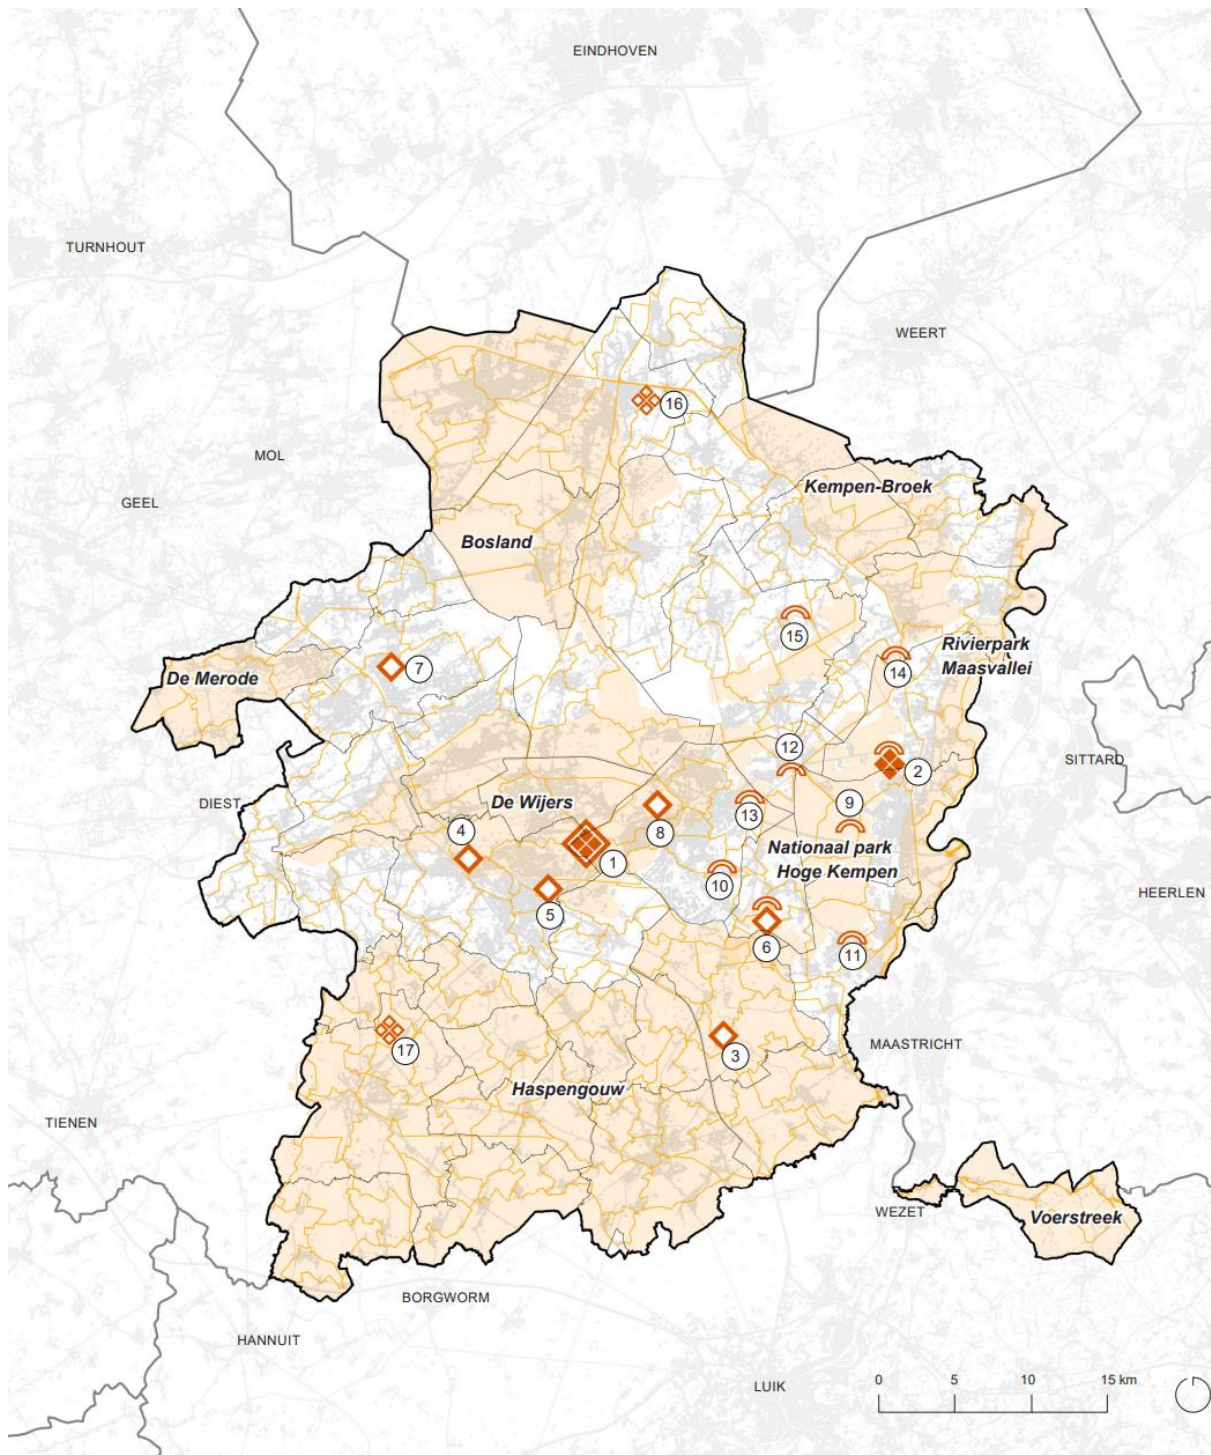 EINDHOVEN
TURNHOUT
WEERT
16
MOL
Kempen-Broek
GEEL
Bosland
15
Rivierpark
Maasvallei
14
De Merode
7
12
SITTARD
2
DIEST
De Wijers
9
13
4
8
Nationaal park
Hoge Kempen
1
10
HEERLEN
5
6
11
17
MAASTRICHT
3
Haspengouw
TIENEN
WEZET
Voerstreek
BORGWORM
HANNUIT
LUIK
0 5 10 15 km